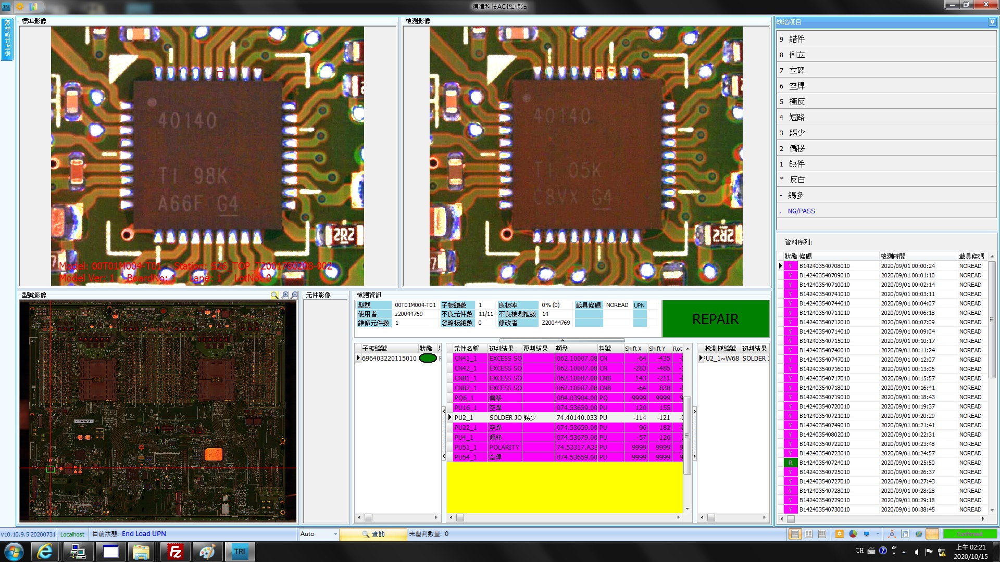 德律科技AOI維修站
檢測資料列表
標準影像
檢測影像
缺陷項目
40140
TI 98K
A66F G4
2R2
Model: 00T01M004-T01 Station: S26_TOP_T2001780208-002
Model Ver: 1 BoardNo: 1 Lane: 1 LotNo: 0
40140
TI 05K
C8VX G4
2R2
9 錯件
8 側立
7 立碑
6 空焊
5 極反
4 短路
3 錫少
2 偏移
1 缺件
* 反白
- 錫多
. NG/PASS
資料序列:
狀態 條碼 檢測時間 載具條碼
Y B142403540708010 2020/09/01 00:00:24 NOREAD
Y B142403540709010 2020/09/01 00:01:10 NOREAD
Y B142403540710010 2020/09/01 00:02:14 NOREAD
Y B142403540741010 2020/09/01 00:03:11 NOREAD
Y B142403540744010 2020/09/01 00:04:07 NOREAD
Y B142403540711010 2020/09/01 00:06:18 NOREAD
Y B142403540712010 2020/09/01 00:07:09 NOREAD
Y B142403540714010 2020/09/01 00:09:04 NOREAD
Y B142403540715010 2020/09/01 00:10:17 NOREAD
Y B142403540746010 2020/09/01 00:11:24 NOREAD
Y B142403540747010 2020/09/01 00:12:07 NOREAD
Y B142403540716010 2020/09/01 00:13:06 NOREAD
Y B142403540717010 2020/09/01 00:15:57 NOREAD
Y B142403540718010 2020/09/01 00:16:41 NOREAD
Y B142403540719010 2020/09/01 00:18:43 NOREAD
Y B142403540720010 2020/09/01 00:19:37 NOREAD
Y B142403540721010 2020/09/01 00:20:29 NOREAD
Y B142403540749010 2020/09/01 00:21:41 NOREAD
Y B142403540802010 2020/09/01 00:22:31 NOREAD
Y B142403540722010 2020/09/01 00:23:48 NOREAD
Y B142403540723010 2020/09/01 00:24:57 NOREAD
R B142403540724010 2020/09/01 00:25:50 NOREAD
Y B142403540725010 2020/09/01 00:26:37 NOREAD
Y B142403540727010 2020/09/01 00:27:43 NOREAD
Y B142403540728010 2020/09/01 00:28:28 NOREAD
Y B142403540729010 2020/09/01 00:29:18 NOREAD
Y B142403540730010 2020/09/01 00:38:45 NOREAD
型號影像
元件影像
檢測資訊
型號 00T01M004-T01 子板總數 1 良板率 0% (0) 載具條碼 NOREAD UPN
使用者 z20044769 不良元件數 11/11 不良檢測框數 14
維修元件數 1 忽略板總數 0 修改者 Z20044769
REPAIR
子板編號 狀態
696403220115010
元件名稱 初判結果 覆判結果 類型 料號 Shift X Shift Y Rot
CN41_1 EXCESS SO 062.10007.08 CN -64 -435
CN42_1 EXCESS SO 062.10007.08 CN -283 -485
CNB1_1 EXCESS SO 062.10007.08 CNB 143 -211
CNB2_1 EXCESS SO 062.10007.08 CNB -64 838
PQ6_1 偏移 084.03904.00 PQ 9999 9999 9
PU16_1 空焊 074.53659.00 PU 120 155
PU2_1 SOLDER JO 錫少 74.40140.033 PU -114 -121
PU22_1 空焊 074.53659.00 PU 96 182
PU4_1 偏移 074.53679.00 PU -57 126
PU51_1 POLARITY 74.53317.A33 PU 9999 9999 9
PU54_1 空焊 074.53659.00 PU 9999 9999 9
檢測框編號 初判結果
PU2_1~W68 SOLDER J
v10.10.9.5 20200731 Localhost 目前狀態: End Load UPN
Auto 查詢 未覆判數量: 0
Confirmed
TRI
CH
上午 02:21
2020/10/15